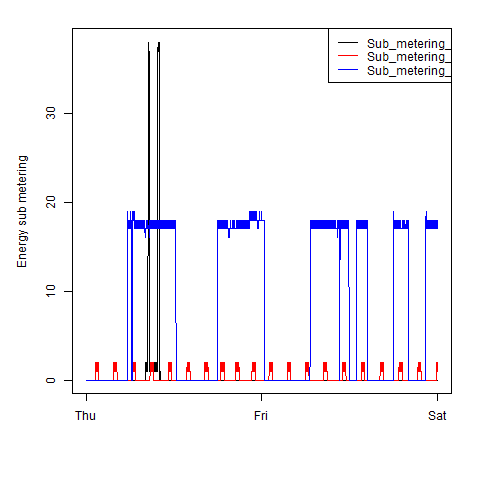 Sub_metering_
Sub_metering_
Sub_metering_
Energy sub metering
30
20
10
0
Thu Fri Sat